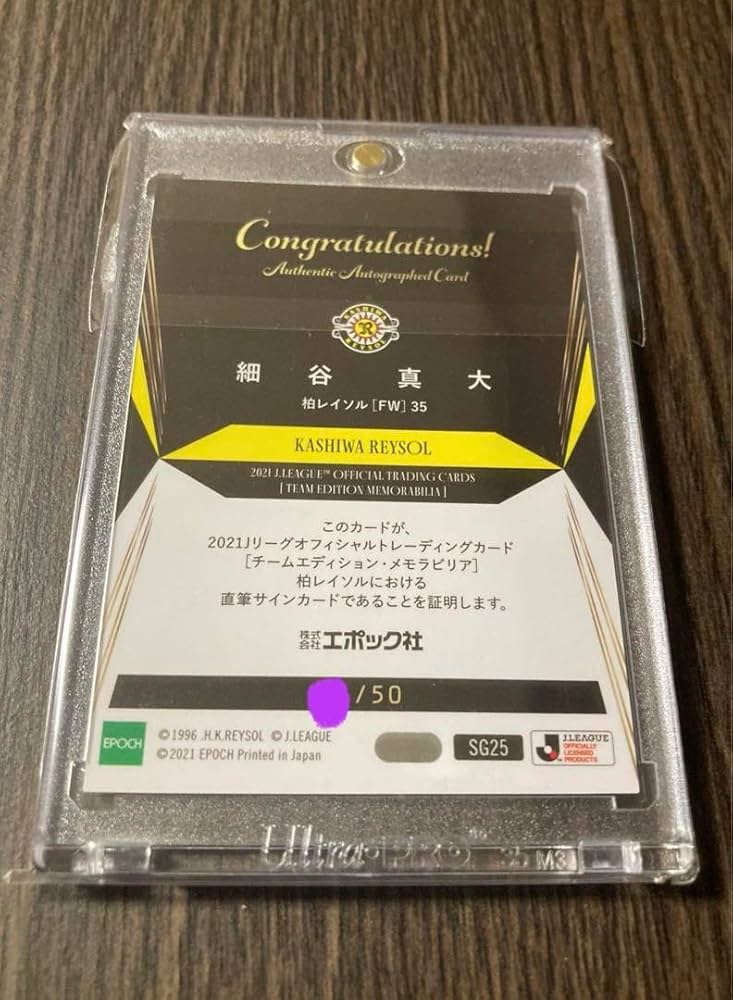 Congratulations!
Authentic Autographed Card
KASHIWA
R
REYSOL
細谷 真大
柏レイソル［FW］35
KASHIWA REYSOL
2021 J.LEAGUE™ OFFICIAL TRADING CARDS
[ TEAM EDITION MEMORABILIA ]
このカードが、
2021Jリーグオフィシャルトレーディングカード
［チームエディション・メモラビリア］
柏レイソルにおける
直筆サインカードであることを証明します。
株式会社エポック社
/50
EPOCH
©1996 .H.K.REYSOL ©J.LEAGUE
©2021 EPOCH Printed in Japan
SG25
J.LEAGUE
OFFICIALLY
LICENSED
PRODUCTS
Ultra·PRO™ 35 M3